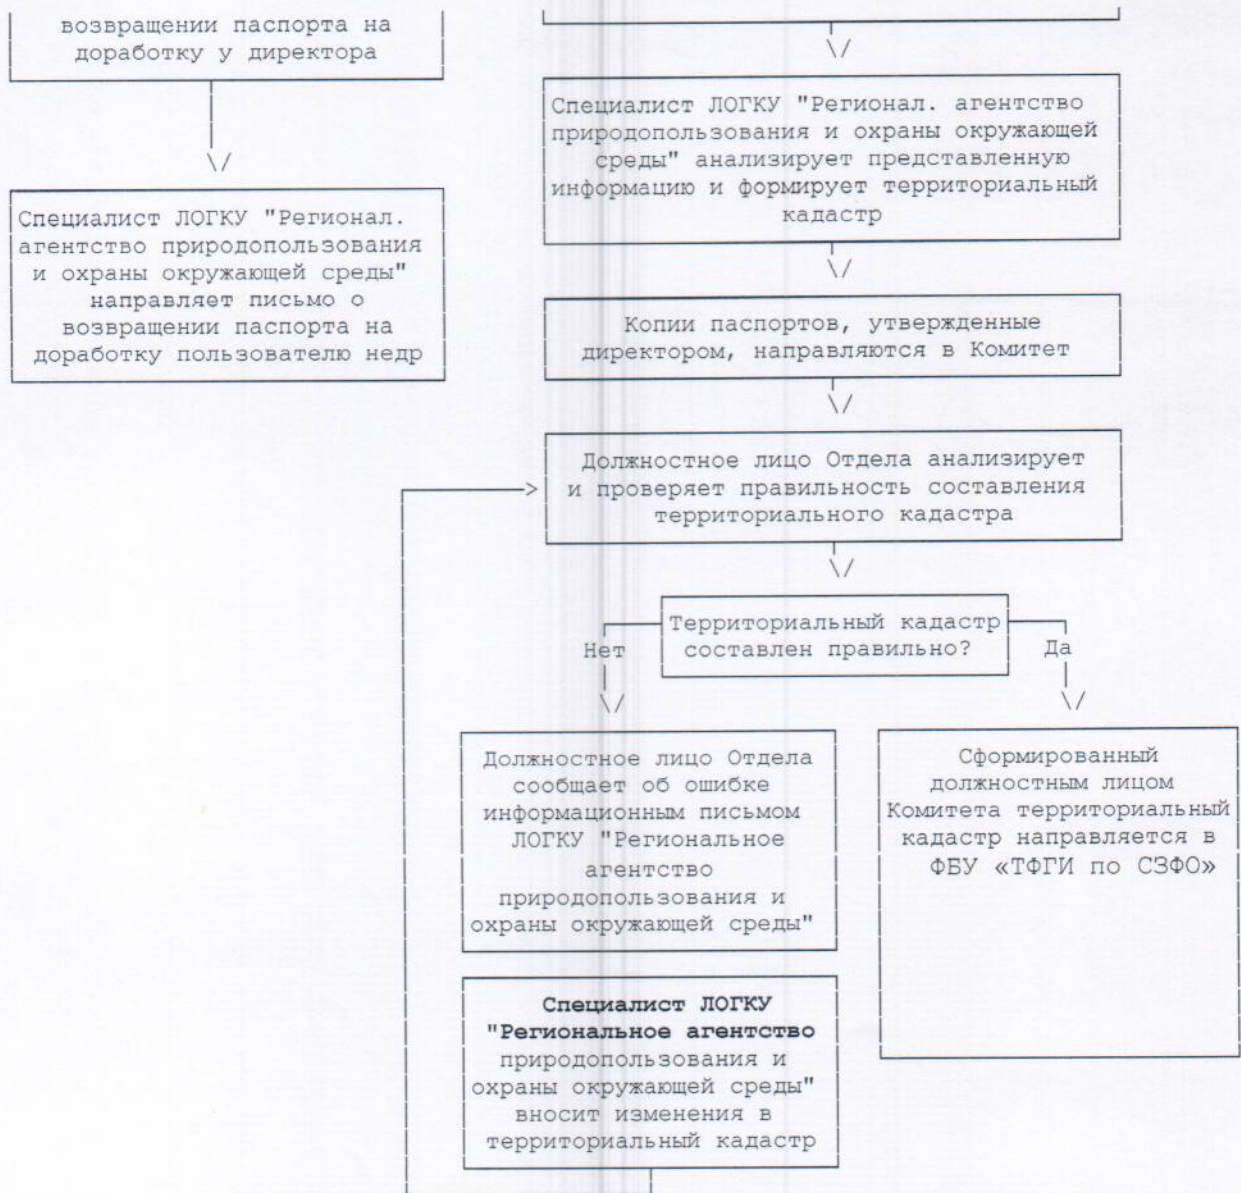 возвращении паспорта на
доработку у директора
\/
Специалист ЛОГКУ "Регионал.
агентство природопользования
и охраны окружающей среды"
направляет письмо о
возвращении паспорта на
доработку пользователю недр
\/
Специалист ЛОГКУ "Регионал. агентство
природопользования и охраны окружающей
среды" анализирует представленную
информацию и формирует территориальный
кадастр
\/
Копии паспортов, утвержденные
директором, направляются в Комитет
\/
Должностное лицо Отдела анализирует
и проверяет правильность составления
территориального кадастра
>
\/
Территориальный кадастр
составлен правильно?
Нет
Да
\/
\/
Должностное лицо Отдела
сообщает об ошибке
информационным письмом
ЛОГКУ "Региональное
агентство
природопользования и
охраны окружающей среды"
Сформированный
должностным лицом
Комитета территориальный
кадастр направляется в
ФБУ «ТФГИ по СЗФО»
Специалист ЛОГКУ
"Региональное агентство
природопользования и
охраны окружающей среды"
вносит изменения в
территориальный кадастр